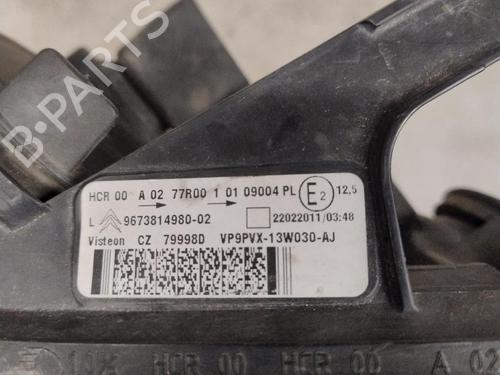 B-PARTS
HCR 00 A 02 77R00 1 01 09004 PL E2 12,5
L 9673814980-02 22022011/03:48
Visteon CZ 79998D VP9PVX-13W030-AJ
HCR 00 HCR 00 A 02